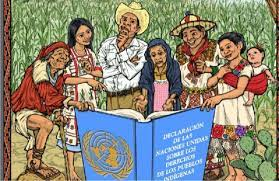 DECLARACIÓN
DE LAS
NACIONES UNIDAS
SOBRE LOS
DERECHOS
DE LOS PUEBLOS
INDÍGENAS